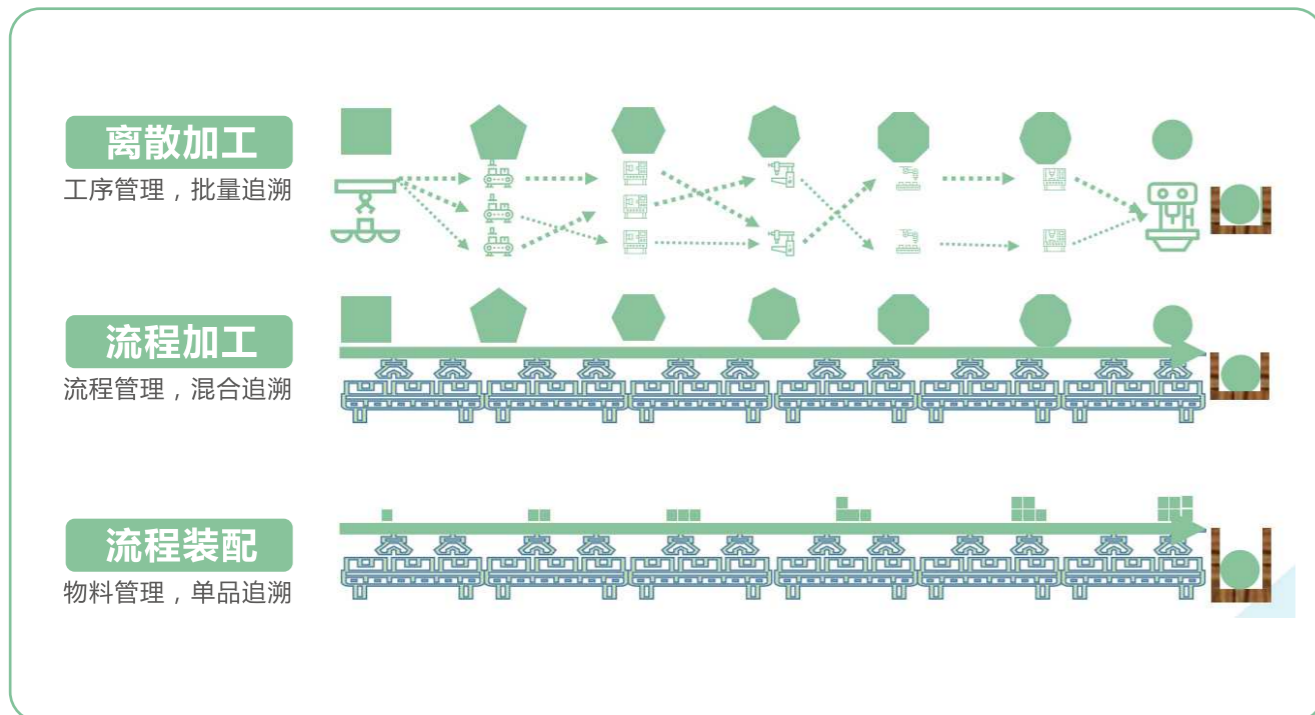 离散加工
工序管理，批量追溯
流程加工
流程管理，混合追溯
流程装配
物料管理，单品追溯